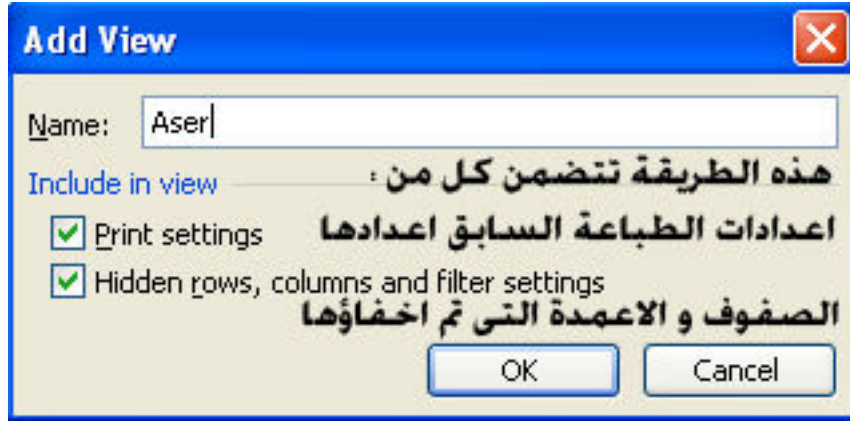 Add View
Name: Aser
Include in view هذه الطريقة تتضمن كل من :
Print settings اعدادات الطباعة السابق اعدادها
Hidden rows, columns and filter settings
الصفوف و الاعمدة التى تم اخفاؤها
OK Cancel